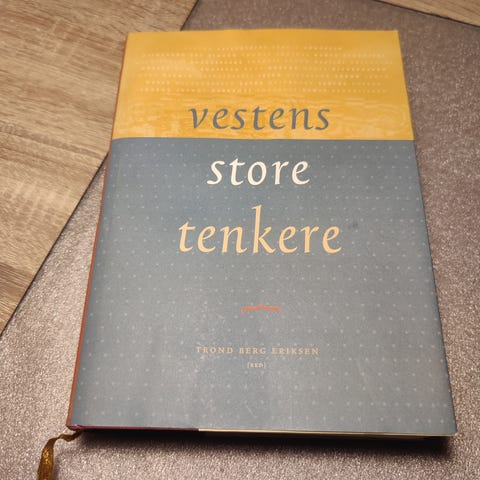 vestens
store
tenkere
TROND BERG ERIKSEN
[RED]